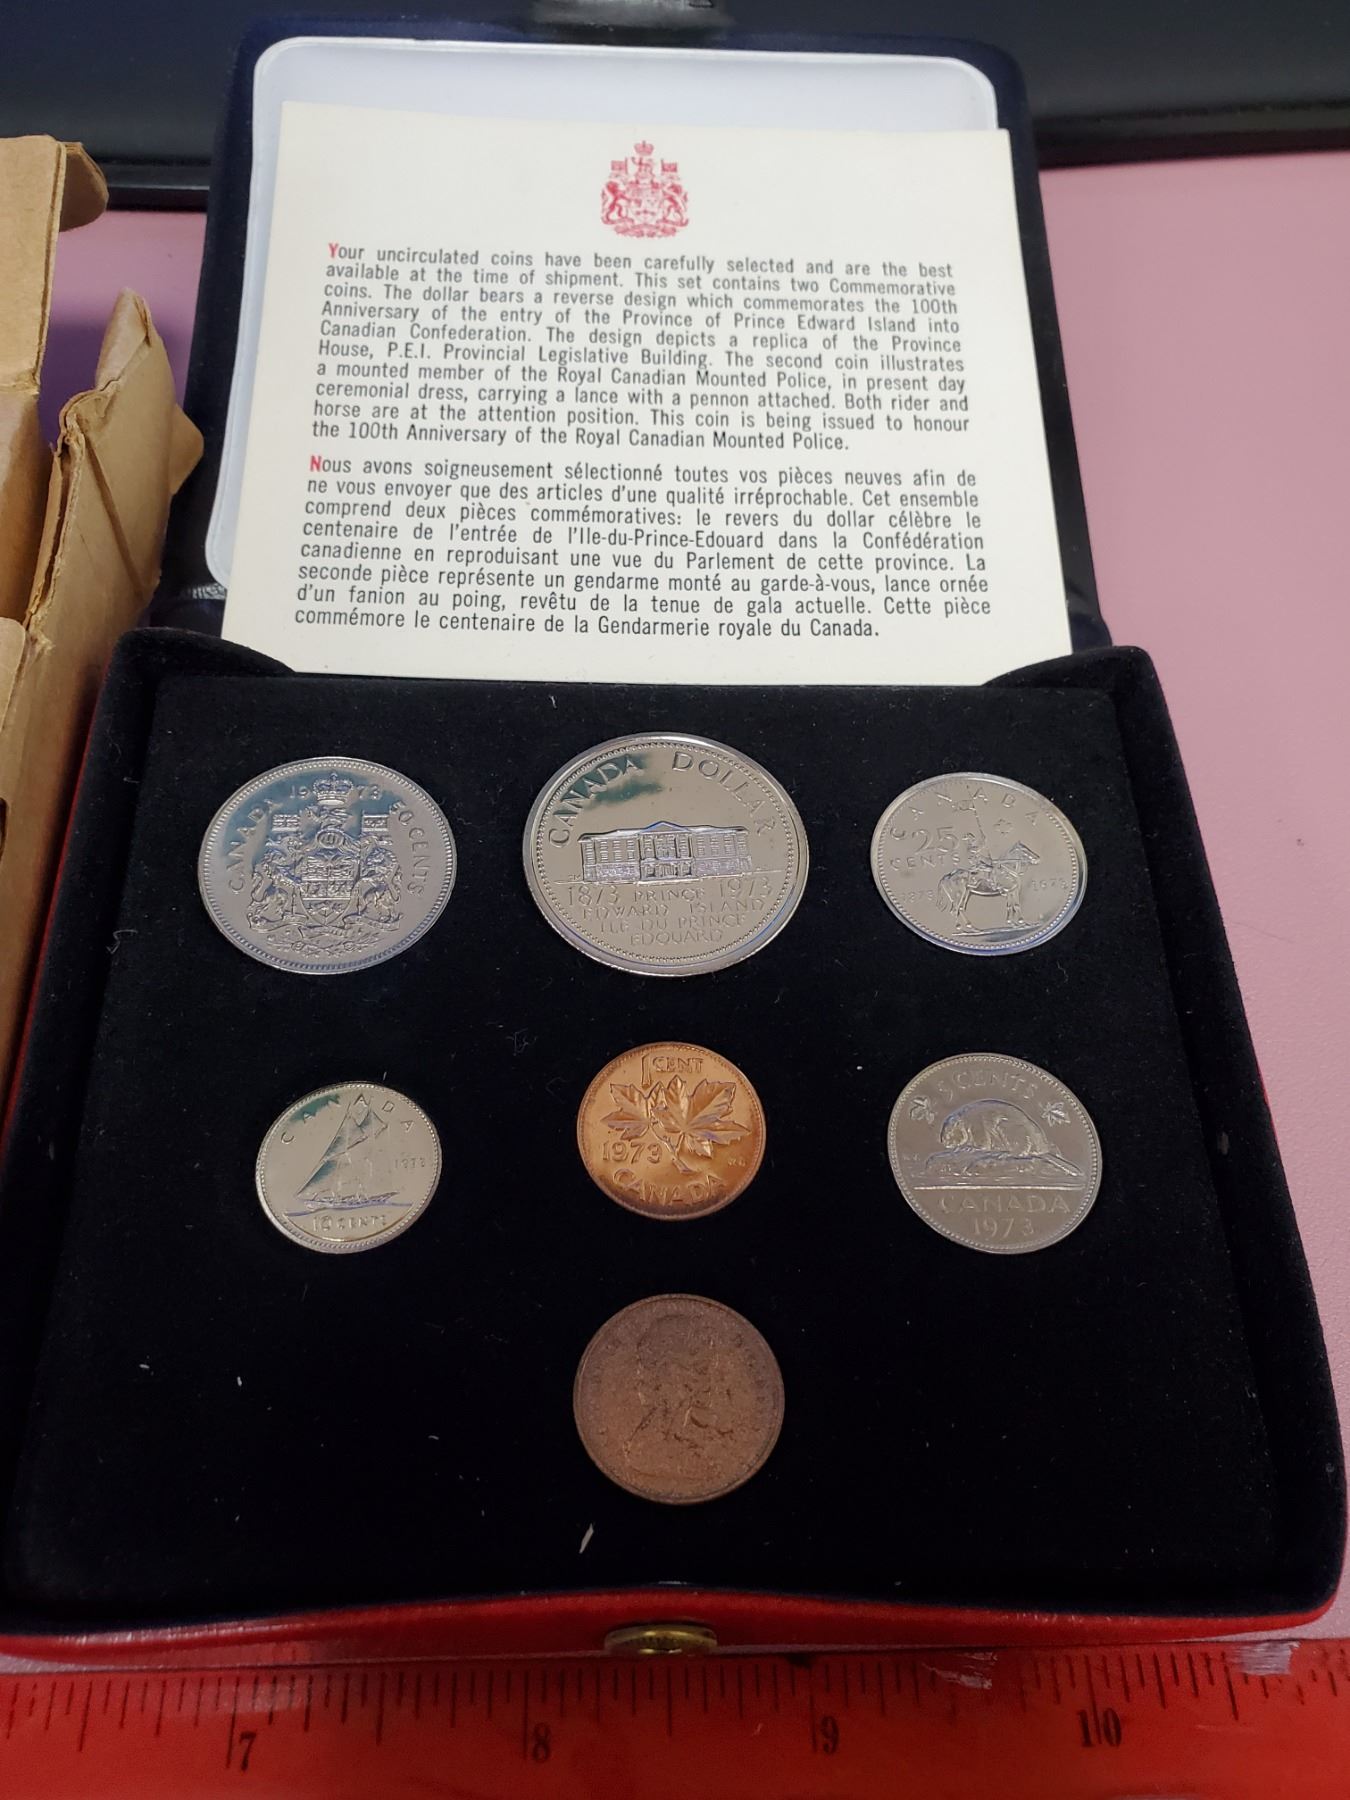 Your uncirculated coins have been carefully selected and are the best
available at the time of shipment. This set contains two Commemorative
coins. The dollar bears a reverse design which commemorates the 100th
Anniversary of the entry of the Province of Prince Edward Island into
Canadian Confederation. The design depicts a replica of the Province
House, P.E.I. Provincial Legislative Building. The second coin illustrates
a mounted member of the Royal Canadian Mounted Police, in present day
ceremonial dress, carrying a lance with a pennon attached. Both rider and
horse are at the attention position. This coin is being issued to honour
the 100th Anniversary of the Royal Canadian Mounted Police.
Nous avons soigneusement sélectionné toutes vos pièces neuves afin de
ne vous envoyer que des articles d'une qualité irréprochable. Cet ensemble
comprend deux pièces commémoratives: le revers du dollar célèbre le
centenaire de l'entrée de l'Ile-du-Prince-Edouard dans la Confédération
canadienne en reproduisant une vue du Parlement de cette province. La
seconde pièce représente un gendarme monté au garde-à-vous, lance ornée
d'un fanion au poing, revêtu de la tenue de gala actuelle. Cette pièce
commémore le centenaire de la Gendarmerie royale du Canada.
CANADA 1973 50 CENTS
CANADA DOLLAR
1873 PRINCE 1973
EDWARD ISLAND
ILE DU PRINCE
EDOUARD
CANADA
25
CENTS
1873 1973
CANADA
1973
10 CENTS
1 CENT
1973
CANADA
5 CENTS
CANADA
1973
7 8 9 10